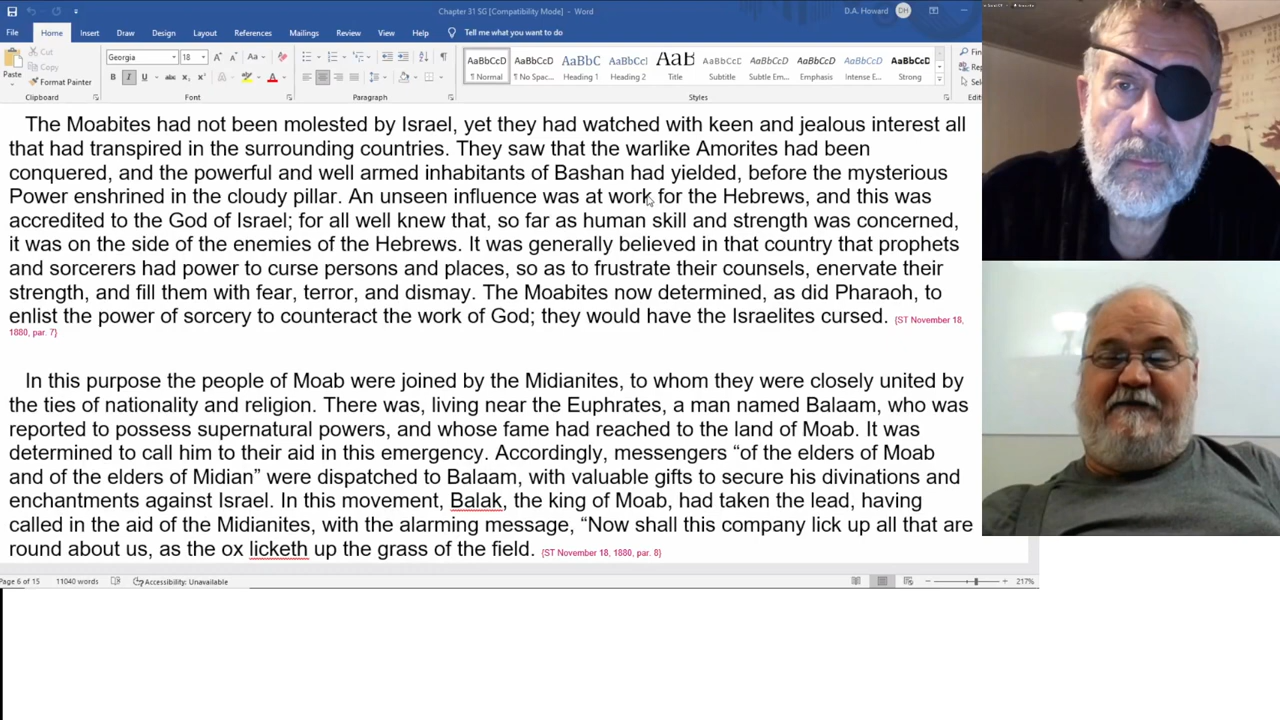 Chapter 31 SG [Compatibility Mode] - Word
D.A. Howard
DH
File Home Insert Draw Design Layout References Mailings Review View Help Tell me what you want to do
Paste
Cut
Copy
Format Painter
Georgia 18
AaBbCcD AaBbCcD AaBbC AaBbCcl AaB AaBbCcD AaBbCcD AaBbCcD AaBbCcD AaBbCcD
¶ Normal ¶ No Spac... Heading 1 Heading 2 Title Subtitle Subtle Em... Emphasis Intense E... Strong
Clipboard Font Paragraph Styles
The Moabites had not been molested by Israel, yet they had watched with keen and jealous interest all
that had transpired in the surrounding countries. They saw that the warlike Amorites had been
conquered, and the powerful and well armed inhabitants of Bashan had yielded, before the mysterious
Power enshrined in the cloudy pillar. An unseen influence was at work for the Hebrews, and this was
accredited to the God of Israel; for all well knew that, so far as human skill and strength was concerned,
it was on the side of the enemies of the Hebrews. It was generally believed in that country that prophets
and sorcerers had power to curse persons and places, so as to frustrate their counsels, enervate their
strength, and fill them with fear, terror, and dismay. The Moabites now determined, as did Pharaoh, to
enlist the power of sorcery to counteract the work of God; they would have the Israelites cursed. {ST November 18,
1880, par. 7}
In this purpose the people of Moab were joined by the Midianites, to whom they were closely united by
the ties of nationality and religion. There was, living near the Euphrates, a man named Balaam, who was
reported to possess supernatural powers, and whose fame had reached to the land of Moab. It was
determined to call him to their aid in this emergency. Accordingly, messengers “of the elders of Moab
and of the elders of Midian” were dispatched to Balaam, with valuable gifts to secure his divinations and
enchantments against Israel. In this movement, Balak, the king of Moab, had taken the lead, having
called in the aid of the Midianites, with the alarming message, “Now shall this company lick up all that are
round about us, as the ox licketh up the grass of the field. {ST November 18, 1880, par. 8}
Page 6 of 15 11040 words Accessibility: Unavailable 217%